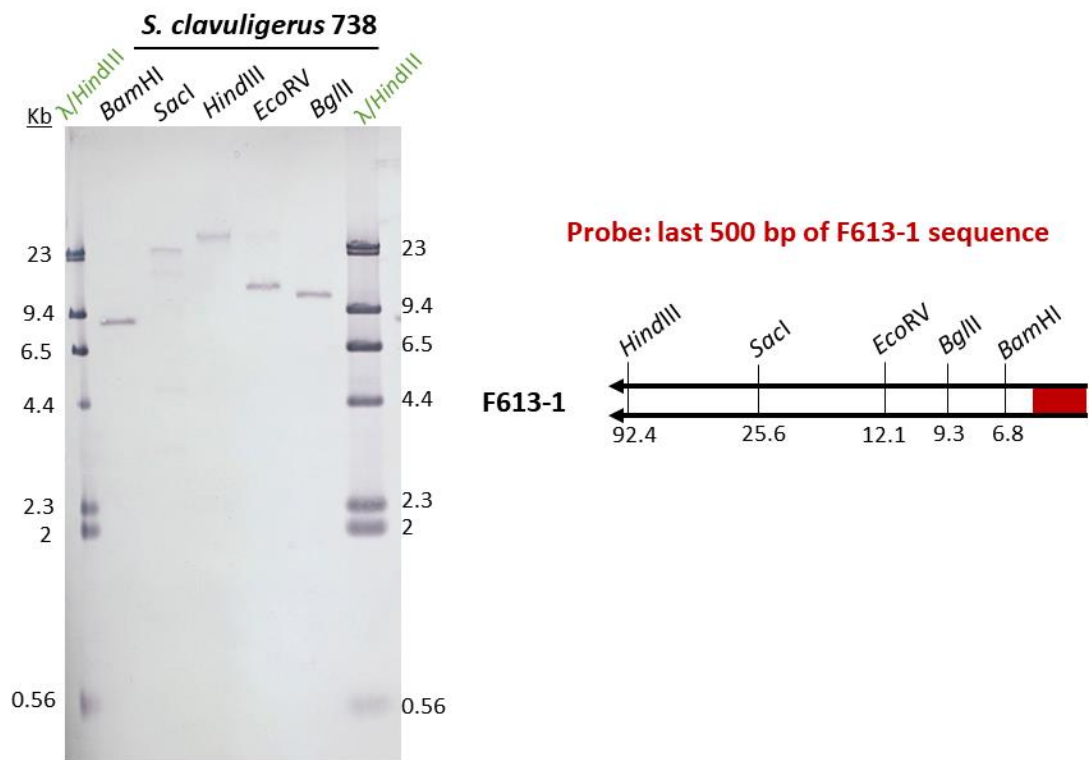 S. clavuligerus 738
Kb λ/HindIII BamHI SacI HindIII EcoRV BglII λ/HindIII
23 23
9.4 9.4
6.5 6.5
4.4 4.4
2.3 2.3
2 2
0.56 0.56
Probe: last 500 bp of F613-1 sequence
HindIII SacI EcoRV BglII BamHI
F613-1
92.4 25.6 12.1 9.3 6.8